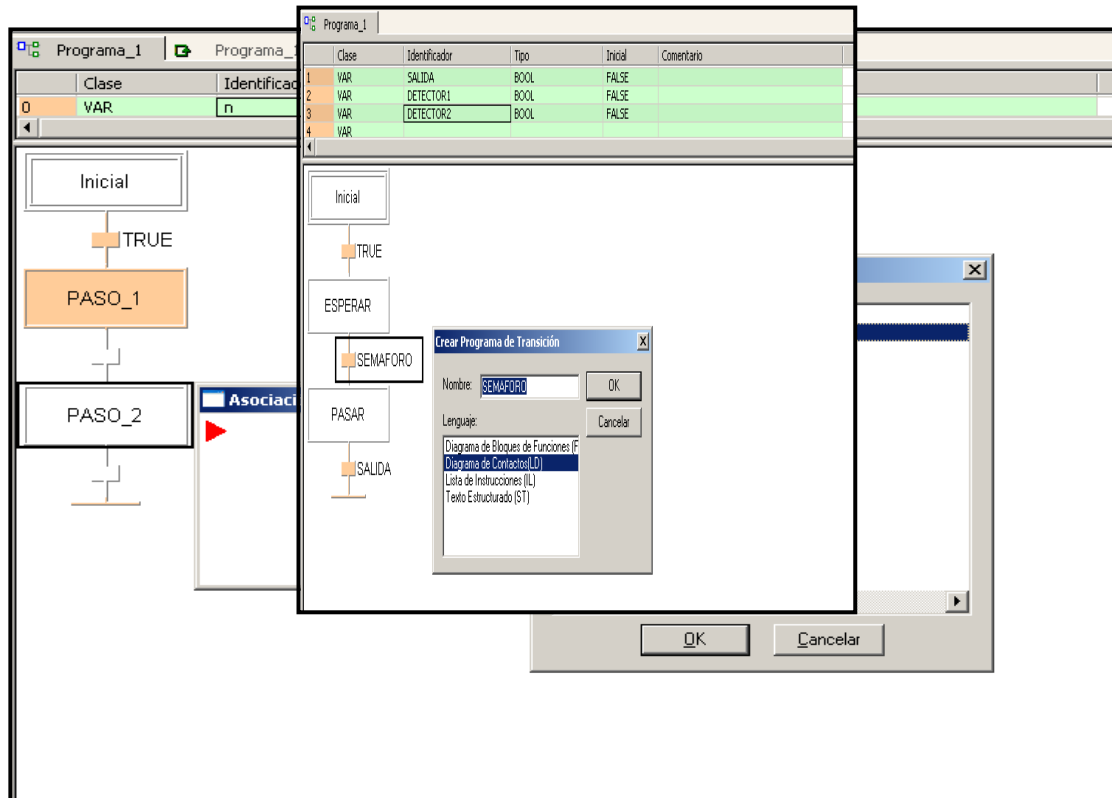 Programa_1 Programa_
Clase Identificad
0 VAR n
Inicial
TRUE
PASO_1
PASO_2
Asociaci
OK Cancelar
Programa_1
Clase Identificador Tipo Inicial Comentario
1 VAR SALIDA BOOL FALSE
2 VAR DETECTOR1 BOOL FALSE
3 VAR DETECTOR2 BOOL FALSE
4 VAR
Inicial
TRUE
ESPERAR
SEMAFORO
PASAR
SALIDA
Crear Programa de Transición
Nombre: SEMAFORO OK
Lenguaje: Cancelar
Diagrama de Bloques de Funciones (F
Diagrama de Contactos(LD)
Lista de Instrucciones (IL)
Texto Estructurado (ST)